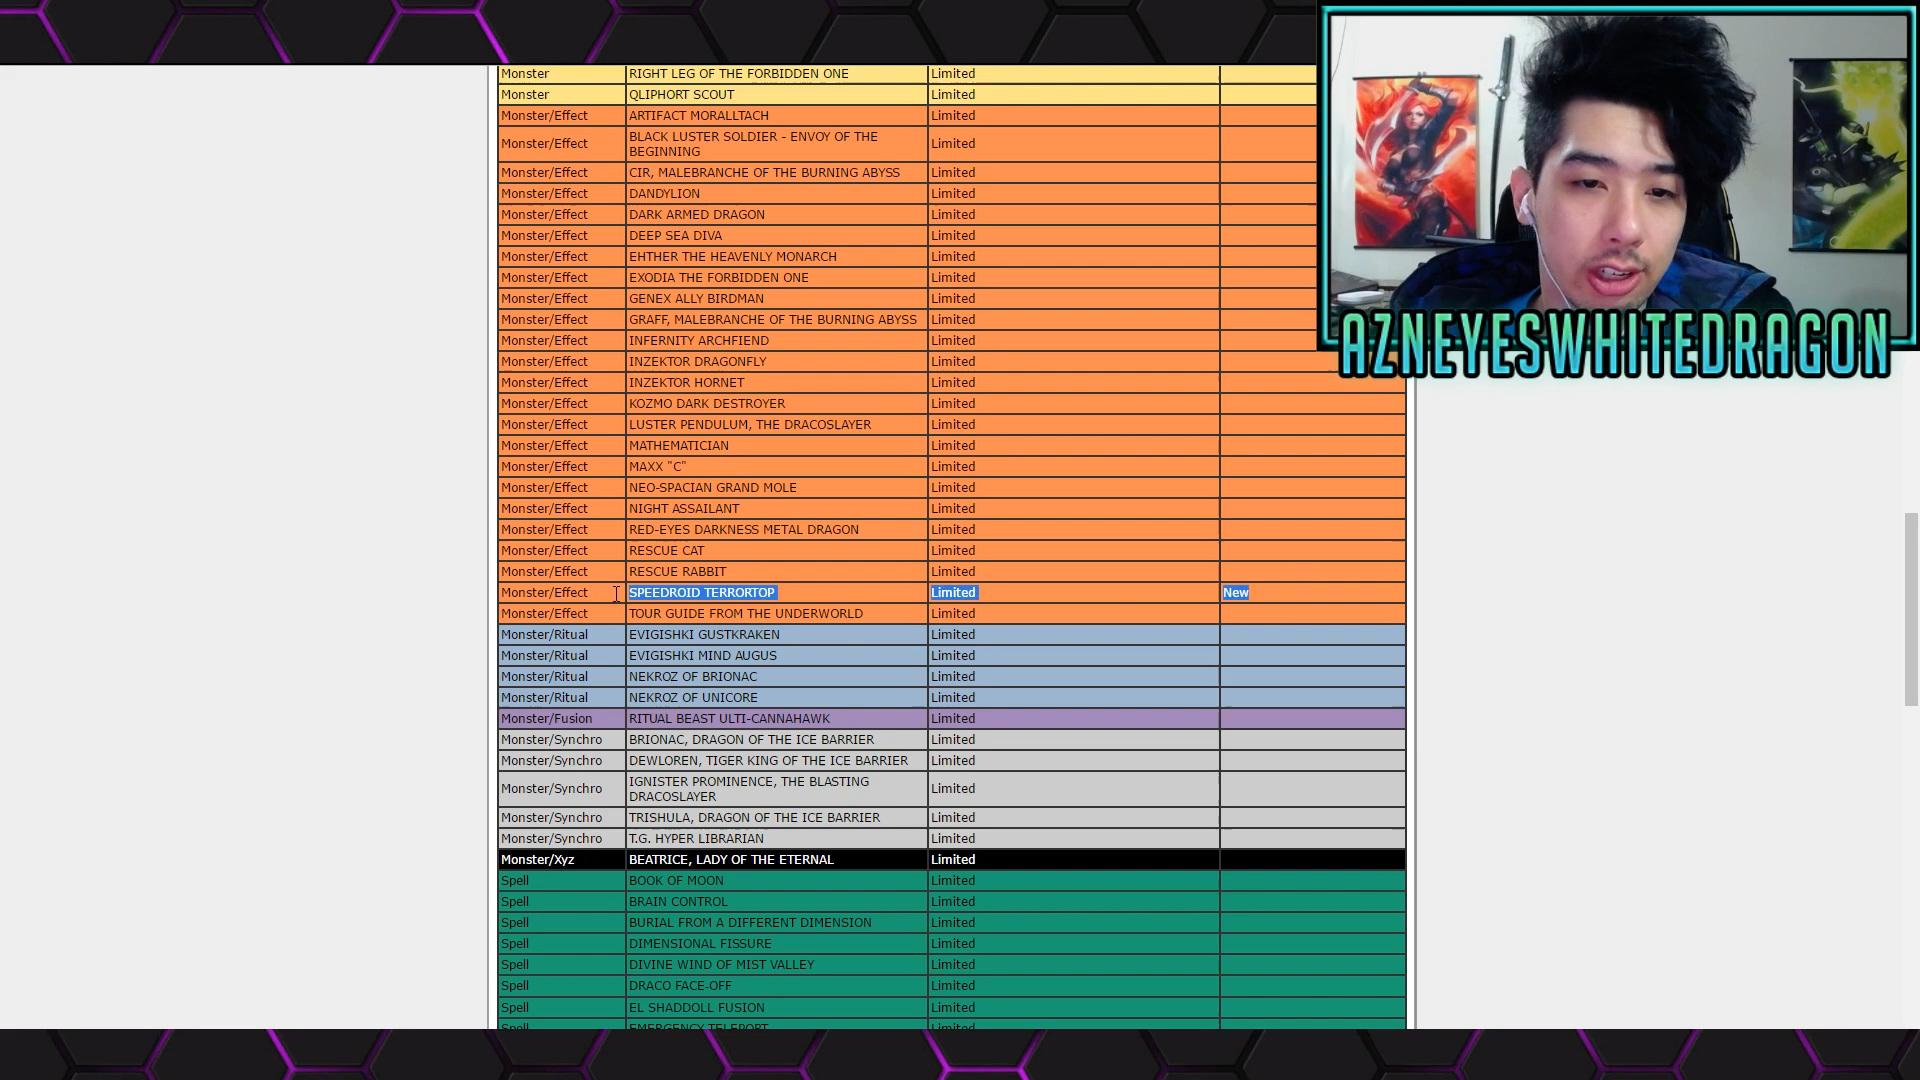 Monster RIGHT LEG OF THE FORBIDDEN ONE Limited
Monster QLIPHORT SCOUT Limited
Monster/Effect ARTIFACT MORALLTACH Limited
Monster/Effect BLACK LUSTER SOLDIER - ENVOY OF THE
BEGINNING Limited
Monster/Effect CIR, MALEBRANCHE OF THE BURNING ABYSS Limited
Monster/Effect DANDYLION Limited
Monster/Effect DARK ARMED DRAGON Limited
Monster/Effect DEEP SEA DIVA Limited
Monster/Effect EHTHER THE HEAVENLY MONARCH Limited
Monster/Effect EXODIA THE FORBIDDEN ONE Limited
Monster/Effect GENEX ALLY BIRDMAN Limited
Monster/Effect GRAFF, MALEBRANCHE OF THE BURNING ABYSS Limited
Monster/Effect INFERNITY ARCHFIEND Limited
Monster/Effect INZEKTOR DRAGONFLY Limited
Monster/Effect INZEKTOR HORNET Limited
Monster/Effect KOZMO DARK DESTROYER Limited
Monster/Effect LUSTER PENDULUM, THE DRACOSLAYER Limited
Monster/Effect MATHEMATICIAN Limited
Monster/Effect MAXX "C" Limited
Monster/Effect NEO-SPACIAN GRAND MOLE Limited
Monster/Effect NIGHT ASSAILANT Limited
Monster/Effect RED-EYES DARKNESS METAL DRAGON Limited
Monster/Effect RESCUE CAT Limited
Monster/Effect RESCUE RABBIT Limited
Monster/Effect SPEEDROID TERRORTOP Limited New
Monster/Effect TOUR GUIDE FROM THE UNDERWORLD Limited
Monster/Ritual EVIGISHKI GUSTKRAKEN Limited
Monster/Ritual EVIGISHKI MIND AUGUS Limited
Monster/Ritual NEKROZ OF BRIONAC Limited
Monster/Ritual NEKROZ OF UNICORE Limited
Monster/Fusion RITUAL BEAST ULTI-CANNAHAWK Limited
Monster/Synchro BRIONAC, DRAGON OF THE ICE BARRIER Limited
Monster/Synchro DEWLOREN, TIGER KING OF THE ICE BARRIER Limited
Monster/Synchro IGNISTER PROMINENCE, THE BLASTING
DRACOSLAYER Limited
Monster/Synchro TRISHULA, DRAGON OF THE ICE BARRIER Limited
Monster/Synchro T.G. HYPER LIBRARIAN Limited
Monster/Xyz BEATRICE, LADY OF THE ETERNAL Limited
Spell BOOK OF MOON Limited
Spell BRAIN CONTROL Limited
Spell BURIAL FROM A DIFFERENT DIMENSION Limited
Spell DIMENSIONAL FISSURE Limited
Spell DIVINE WIND OF MIST VALLEY Limited
Spell DRACO FACE-OFF Limited
Spell EL SHADDOLL FUSION Limited
Spell EMERGENCY TELEPORT Limited
AZNEYESWHITEDRAGON